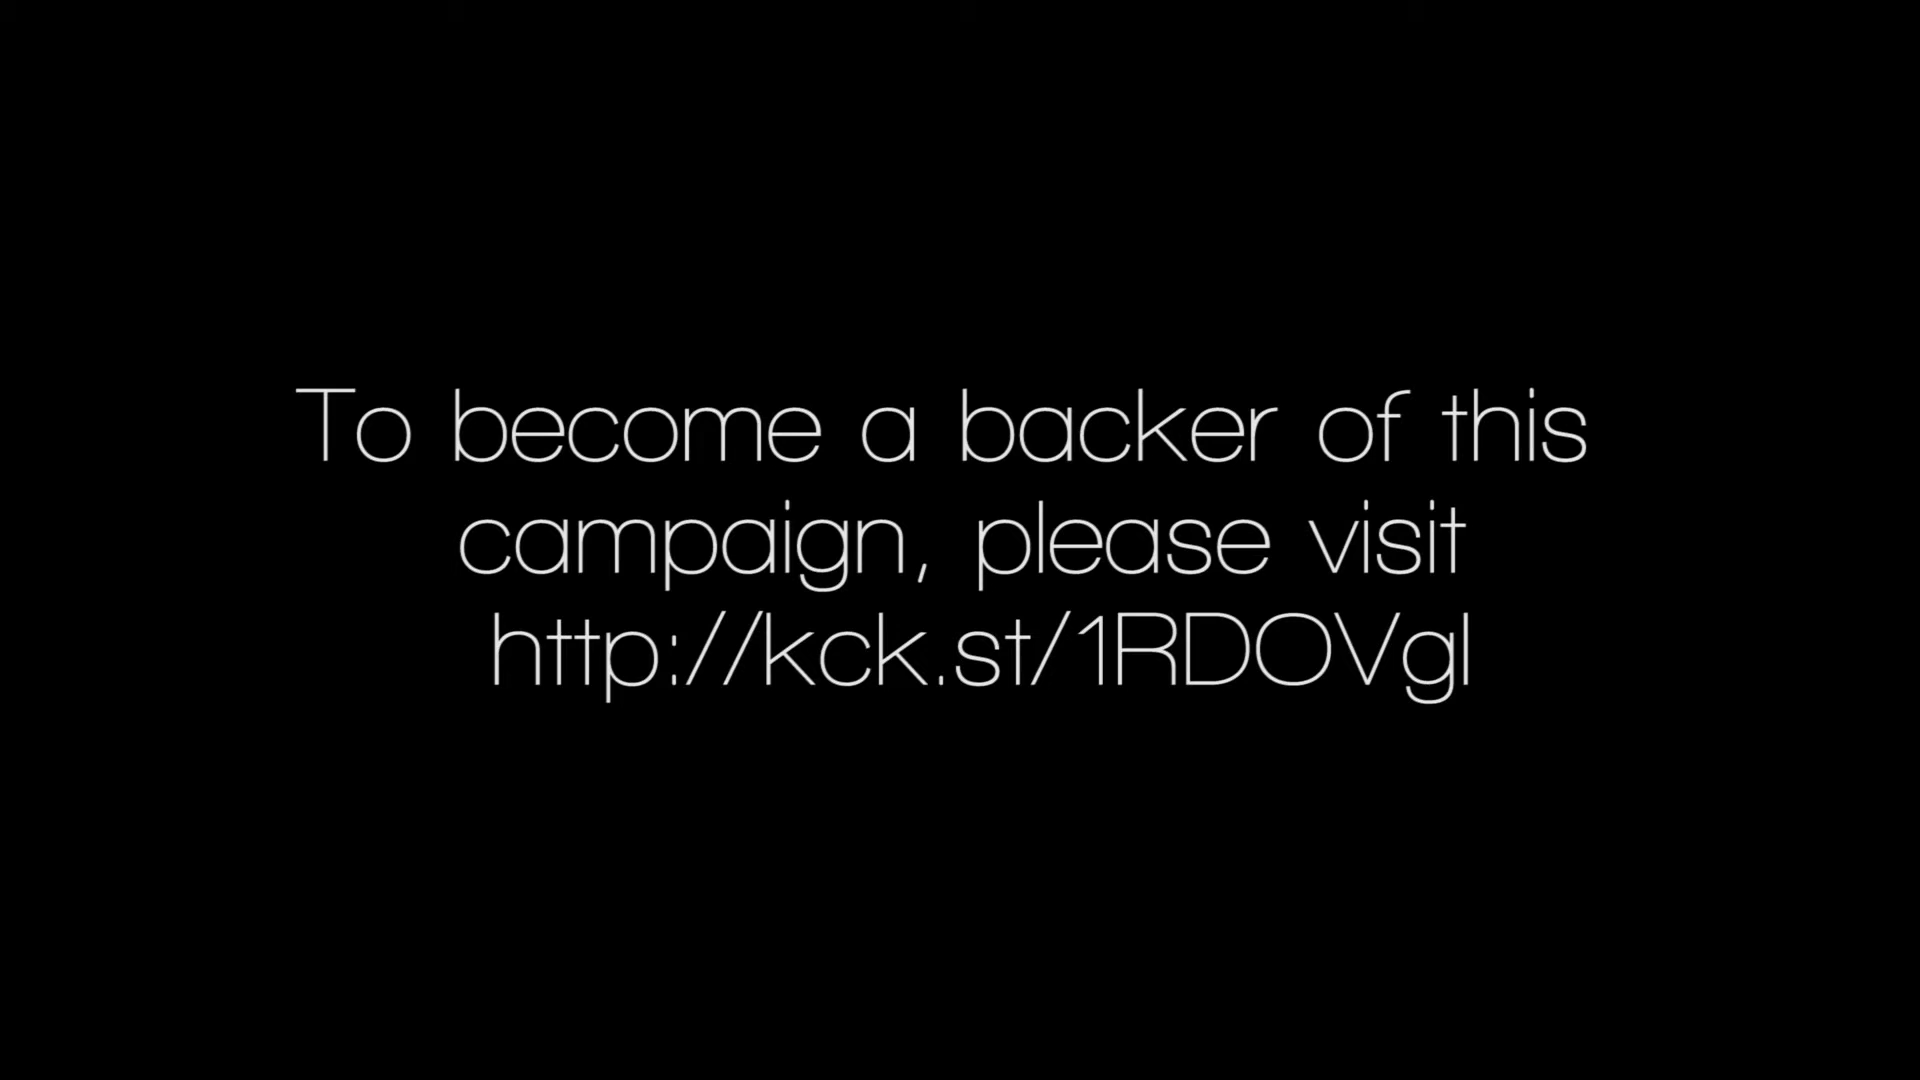 To become a backer of this
campaign, please visit
http://kck.st/1RDOVgl